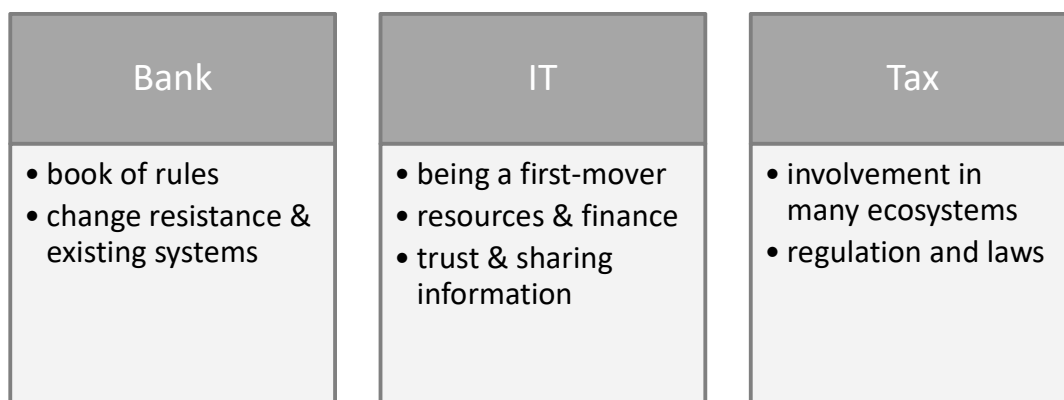 Bank
• book of rules
• change resistance &
existing systems
IT
• being a first-mover
• resources & finance
• trust & sharing
information
Tax
• involvement in
many ecosystems
• regulation and laws